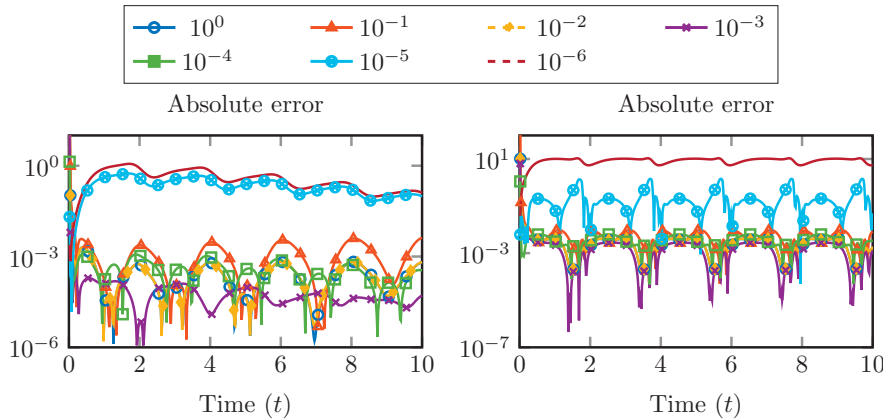 10^0 10^{-1} 10^{-2} 10^{-3}
10^{-4} 10^{-5} 10^{-6}
Absolute error
10^0
10^{-3}
10^{-6}
0 2 4 6 8 10
Time (t)
Absolute error
10^1
10^{-3}
10^{-7}
0 2 4 6 8 10
Time (t)